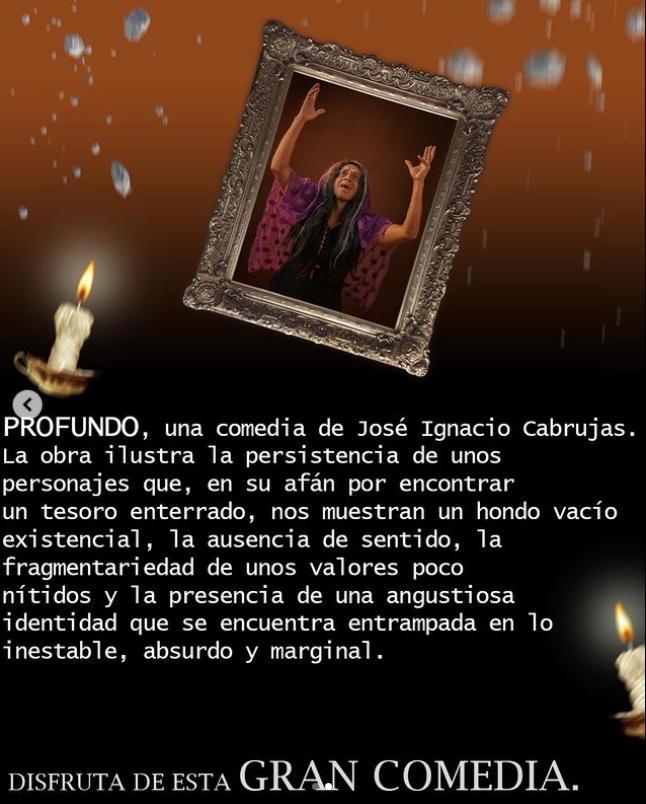 PROFUNDO, una comedia de José Ignacio Cabrujas.
La obra ilustra la persistencia de unos
personajes que, en su afán por encontrar
un tesoro enterrado, nos muestran un hondo vacío
existencial, la ausencia de sentido, la
fragmentariedad de unos valores poco
nítidos y la presencia de una angustiosa
identidad que se encuentra entrampada en lo
inestable, absurdo y marginal.
DISFRUTA DE ESTA GRAN COMEDIA.